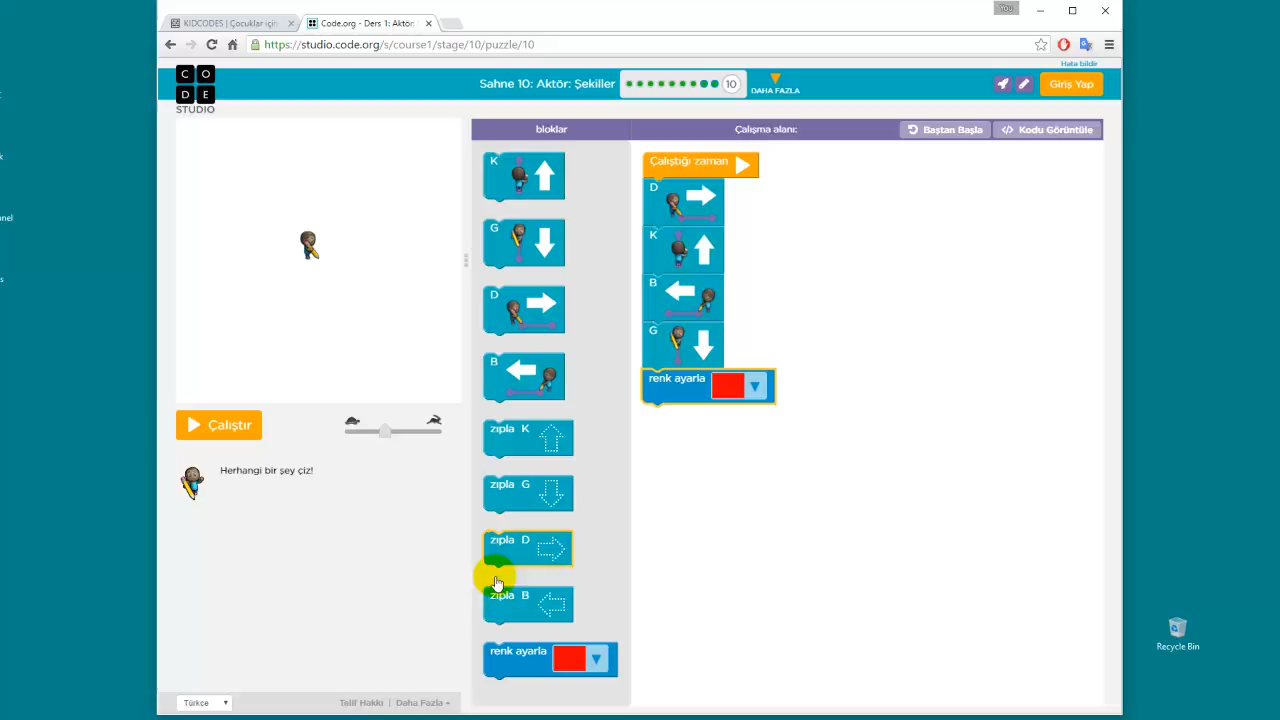 You
KIDCODES | Çocuklar için
Code.org - Ders 1: Aktör:
https://studio.code.org/s/course1/stage/10/puzzle/10
Hata bildir
C O
D E
STUDIO
Sahne 10: Aktör: Şekiller
10
DAHA FAZLA
Giriş Yap
bloklar
Çalışma alanı:
Baştan Başla
</> Kodu Görüntüle
K
G
D
B
zıpla K
zıpla G
zıpla D
zıpla B
renk ayarla
Çalıştığı zaman
D
K
B
G
renk ayarla
Çalıştır
Herhangi bir şey çiz!
Türkçe
Telif Hakkı
Daha Fazla
nnel
Recycle Bin